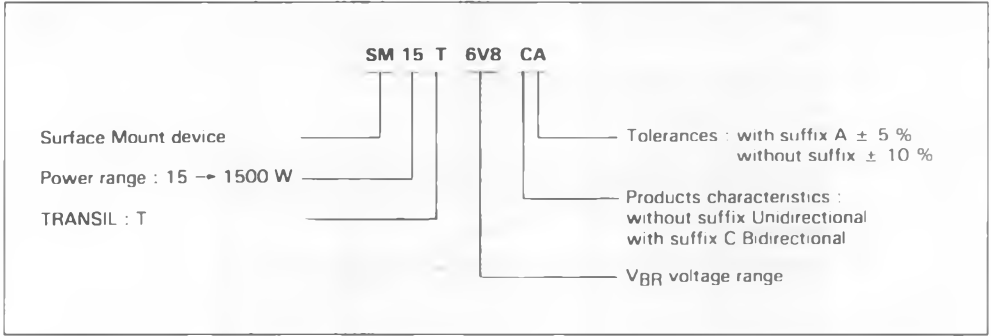 SM 15 T 6V8 CA
Surface Mount device
Power range : 15 → 1500 W
TRANSIL : T
Tolerances : with suffix A ± 5 %
without suffix ± 10 %
Products characteristics :
without suffix Unidirectional
with suffix C Bidirectional
VBR voltage range